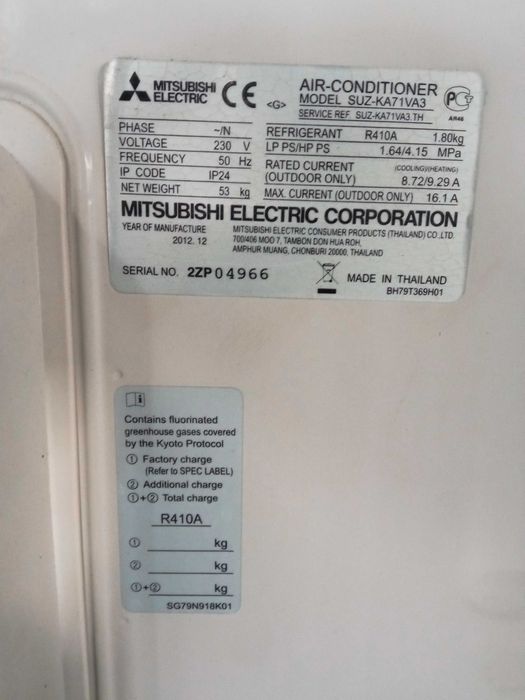 MITSUBISHI ELECTRIC
CE
<G>
AIR-CONDITIONER
MODEL SUZ-KA71VA3
SERVICE REF SUZ-KA71VA3.TH
AR46
PHASE ~/N
VOLTAGE 230 V
FREQUENCY 50 Hz
IP CODE IP24
NET WEIGHT 53 kg
REFRIGERANT R410A 1.80kg
LP PS/HP PS 1.64/4.15 MPa
RATED CURRENT (COOLING)/(HEATING)
(OUTDOOR ONLY) 8.72/9.29 A
MAX. CURRENT (OUTDOOR ONLY) 16.1 A
MITSUBISHI ELECTRIC CORPORATION
YEAR OF MANUFACTURE
2012. 12
MITSUBISHI ELECTRIC CONSUMER PRODUCTS (THAILAND) CO.,LTD.
700/406 MOO 7, TAMBON DON HUA ROH,
AMPHUR MUANG, CHONBURI 20000, THAILAND
SERIAL NO. 2ZP04966
MADE IN THAILAND
BH79T369H01
i
Contains fluorinated
greenhouse gases covered
by the Kyoto Protocol
① Factory charge
(Refer to SPEC LABEL)
② Additional charge
①+② Total charge
R410A
① kg
② kg
①+② kg
SG79N918K01